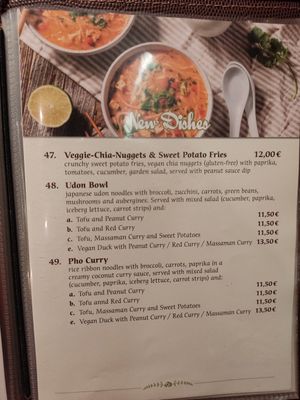 New Dishes
47. Veggie-Chia-Nuggets & Sweet Potato Fries 12,00 €
crunchy sweet potato fries, vegan chia nuggets (gluten-free) with paprika,
tomatoes, cucumber, garden salad, served with peanut sauce dip
48. Udon Bowl
japanese udon noodles with broccoli, zucchini, carrots, green beans,
mushrooms and aubergines. Served with mixed salad (cucumber, paprika,
iceberg lettuce, carrot strips) and:
a. Tofu and Peanut Curry 11,50 €
b. Tofu and Red Curry 11,50 €
c. Tofu, Massaman Curry and Sweet Potatoes 11,50 €
e. Vegan Duck with Peanut Curry / Red Curry / Massaman Curry 13,50 €
49. Pho Curry
rice ribbon noodles with broccoli, carrots, paprika in a
creamy coconut curry sauce, served with mixed salad
(cucumber, paprika, iceberg lettuce, carrot strips) and:
a. Tofu and Peanut Curry 11,50 €
b. Tofu annd Red Curry 11,50 €
c. Tofu, Massaman Curry and Sweet Potatoes 11,50 €
e. Vegan Duck with Peanut Curry / Red Curry / Massaman Curry 13,50 €